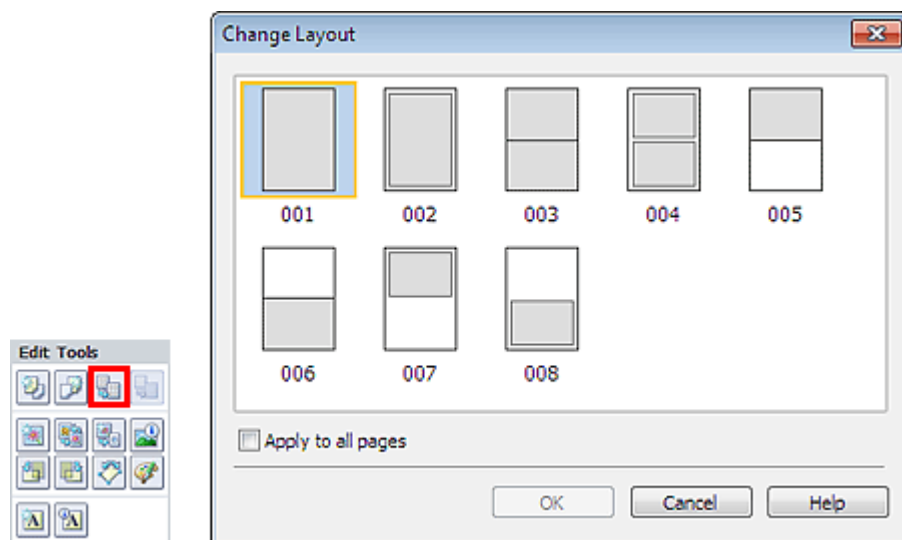 Change Layout
001 002 003 004 005
006 007 008
Edit Tools
Apply to all pages
OK Cancel Help
A A